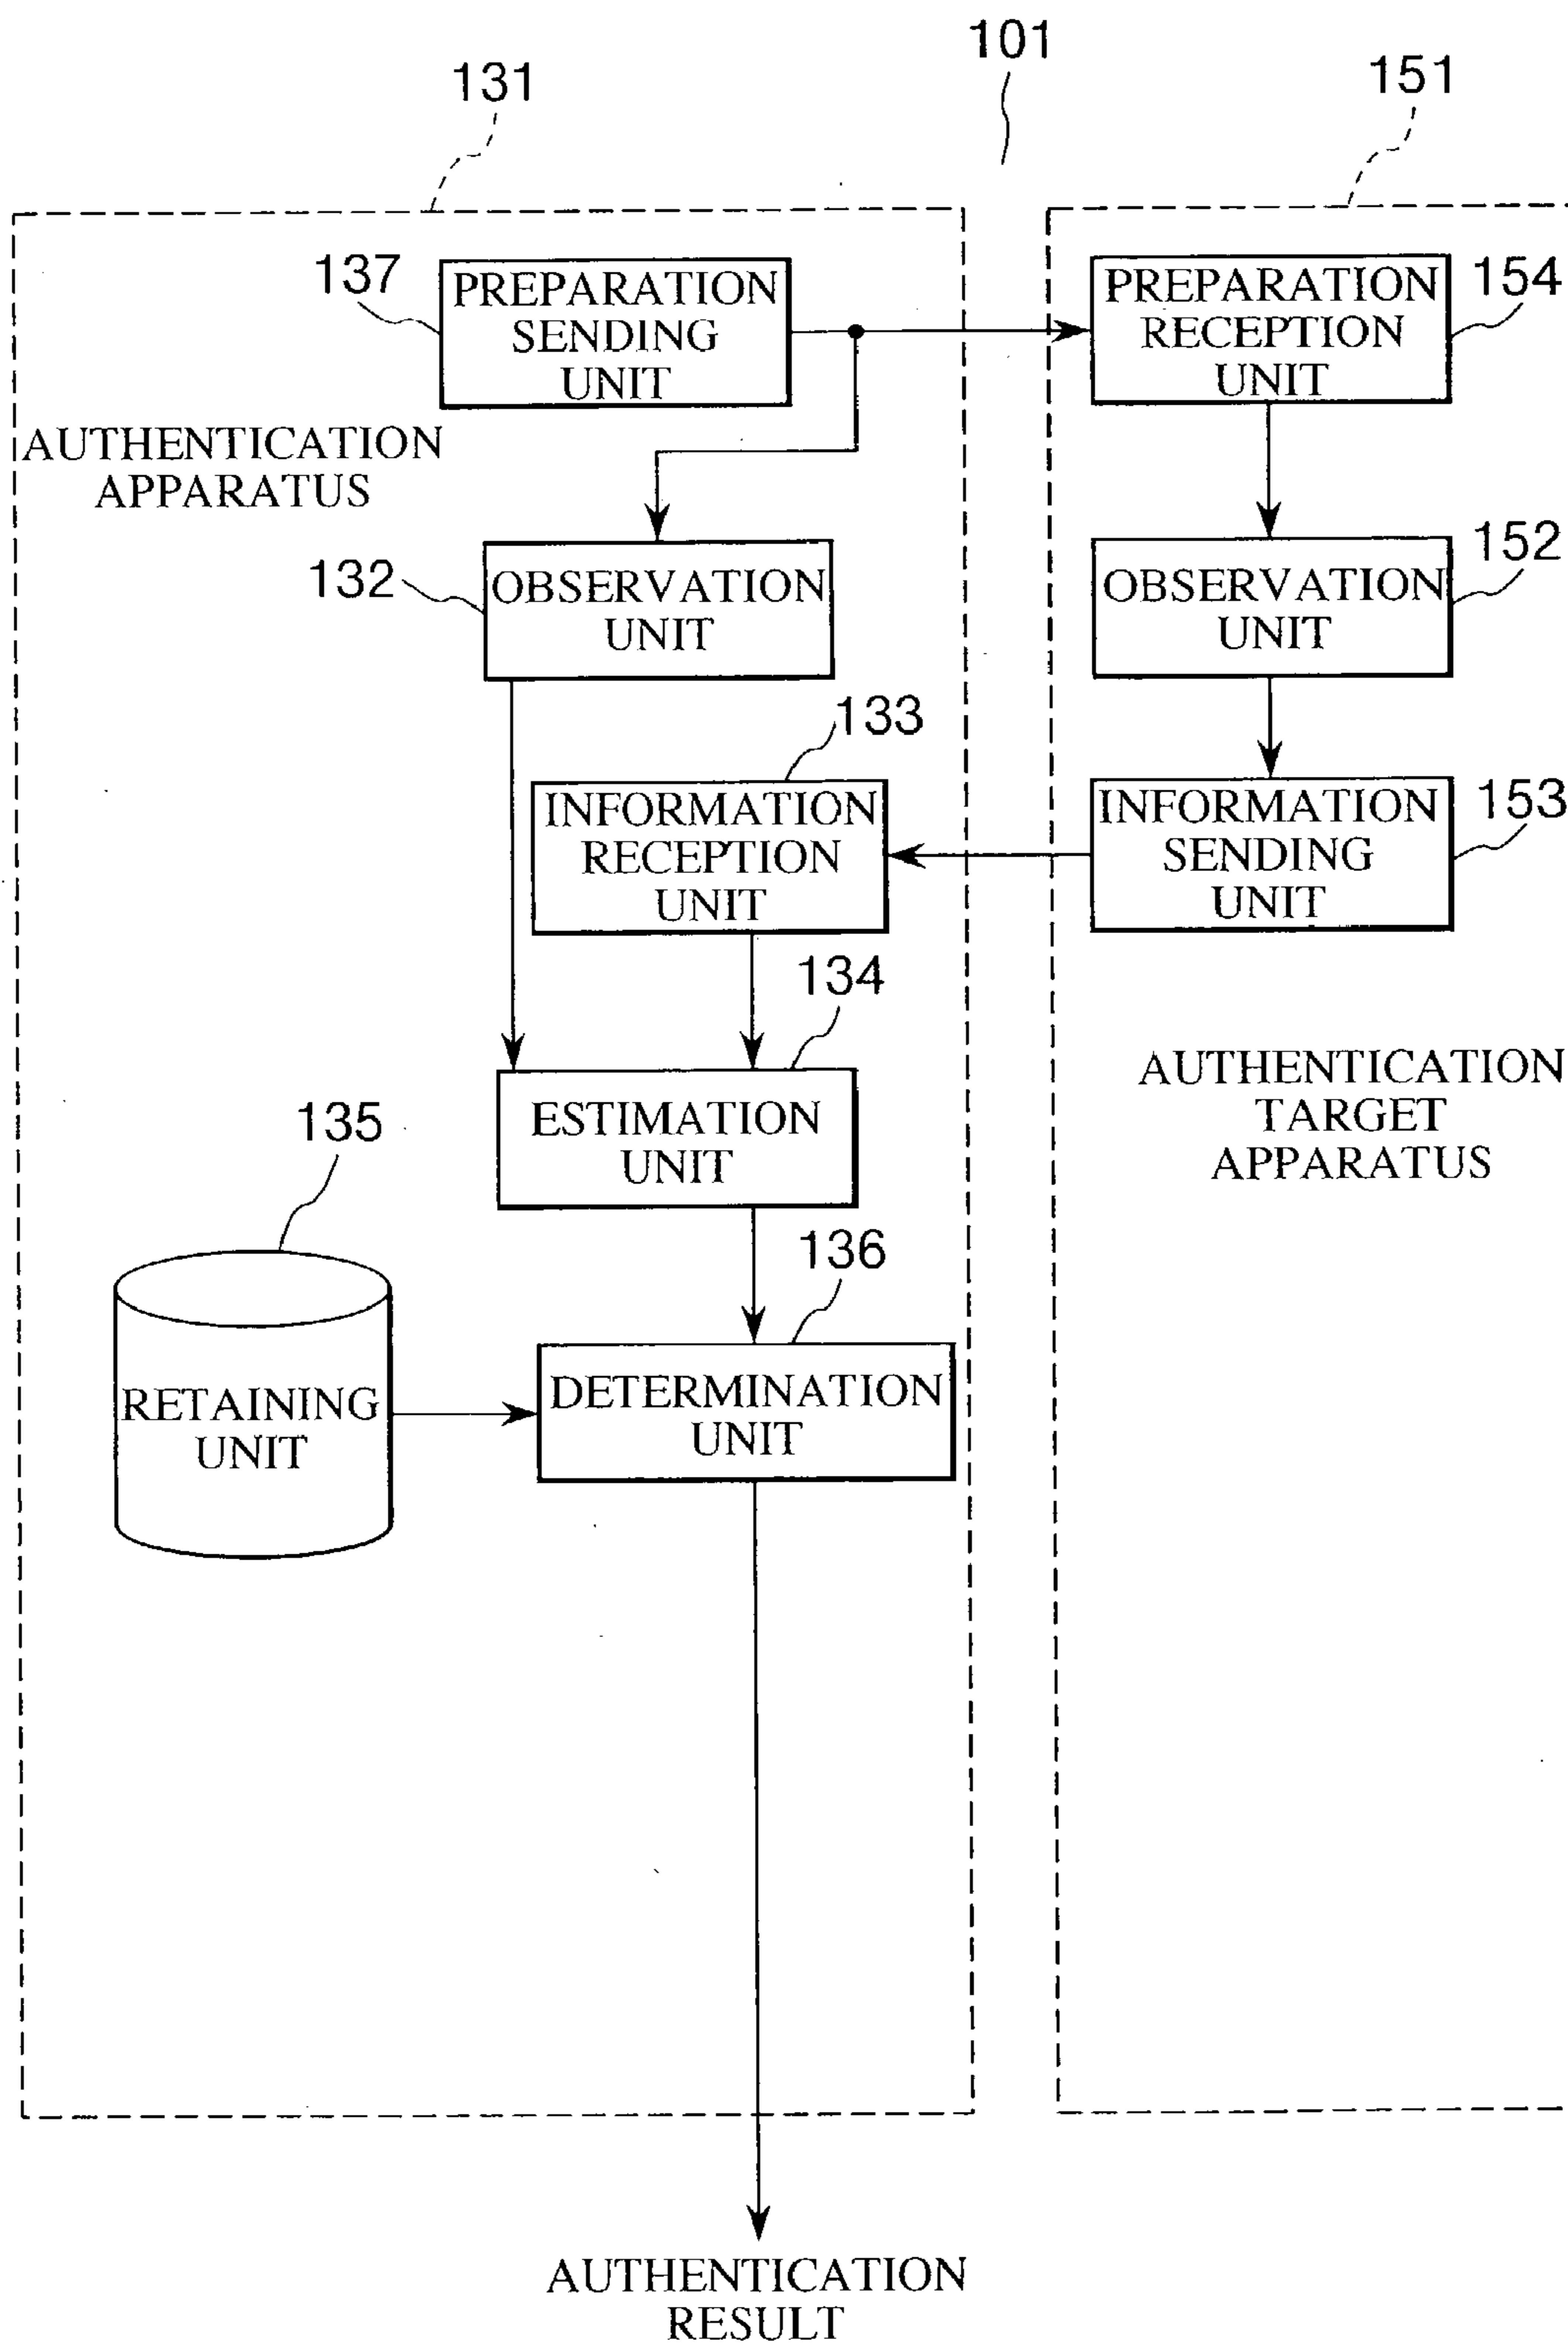 101
131
151
137
PREPARATION
SENDING
UNIT
PREPARATION
RECEPTION
UNIT
154
AUTHENTICATION
APPARATUS
132
OBSERVATION
UNIT
OBSERVATION
UNIT
152
133
INFORMATION
RECEPTION
UNIT
INFORMATION
SENDING
UNIT
153
134
ESTIMATION
UNIT
AUTHENTICATION
TARGET
APPARATUS
135
136
RETAINING
UNIT
DETERMINATION
UNIT
AUTHENTICATION
RESULT